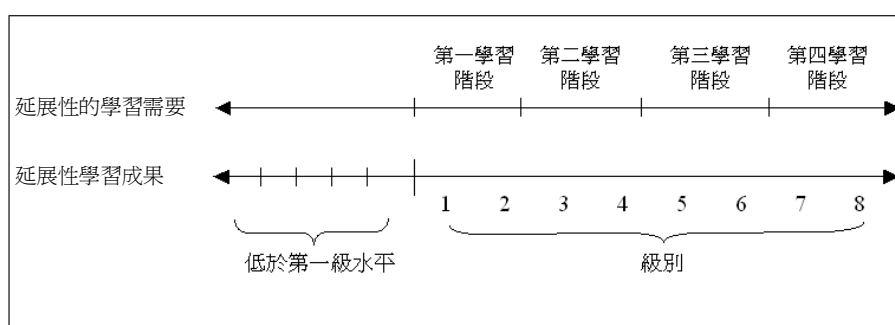 第一學習 第二學習 第三學習 第四學習
階段 階段 階段 階段
延展性的學習需要
延展性學習成果
1 2 3 4 5 6 7 8
低於第一級水平 級別